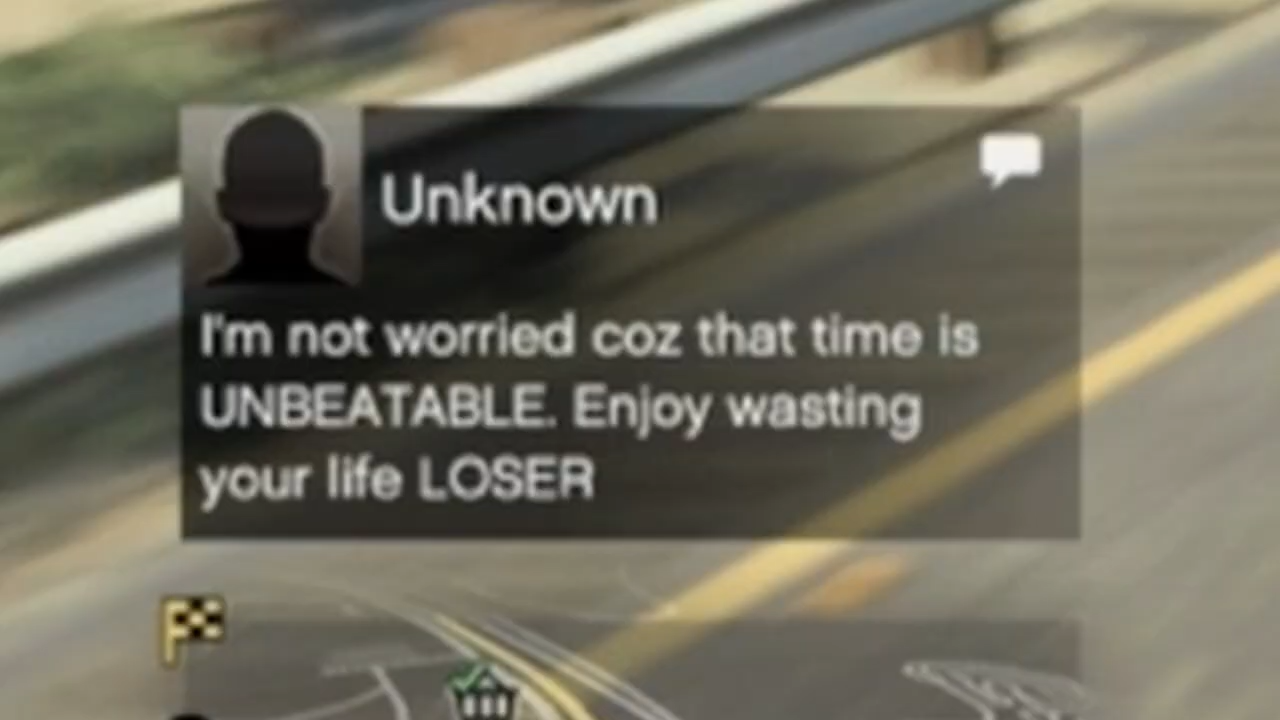 Unknown
I'm not worried coz that time is
UNBEATABLE. Enjoy wasting
your life LOSER